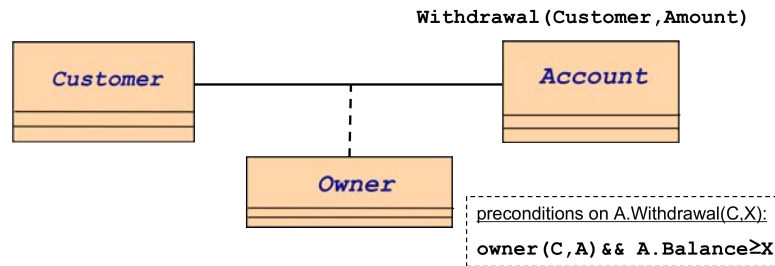 Withdrawal(Customer,Amount)
Customer
Account
Owner
preconditions on A.Withdrawal(C,X):
owner(C,A)&& A.Balance≥X